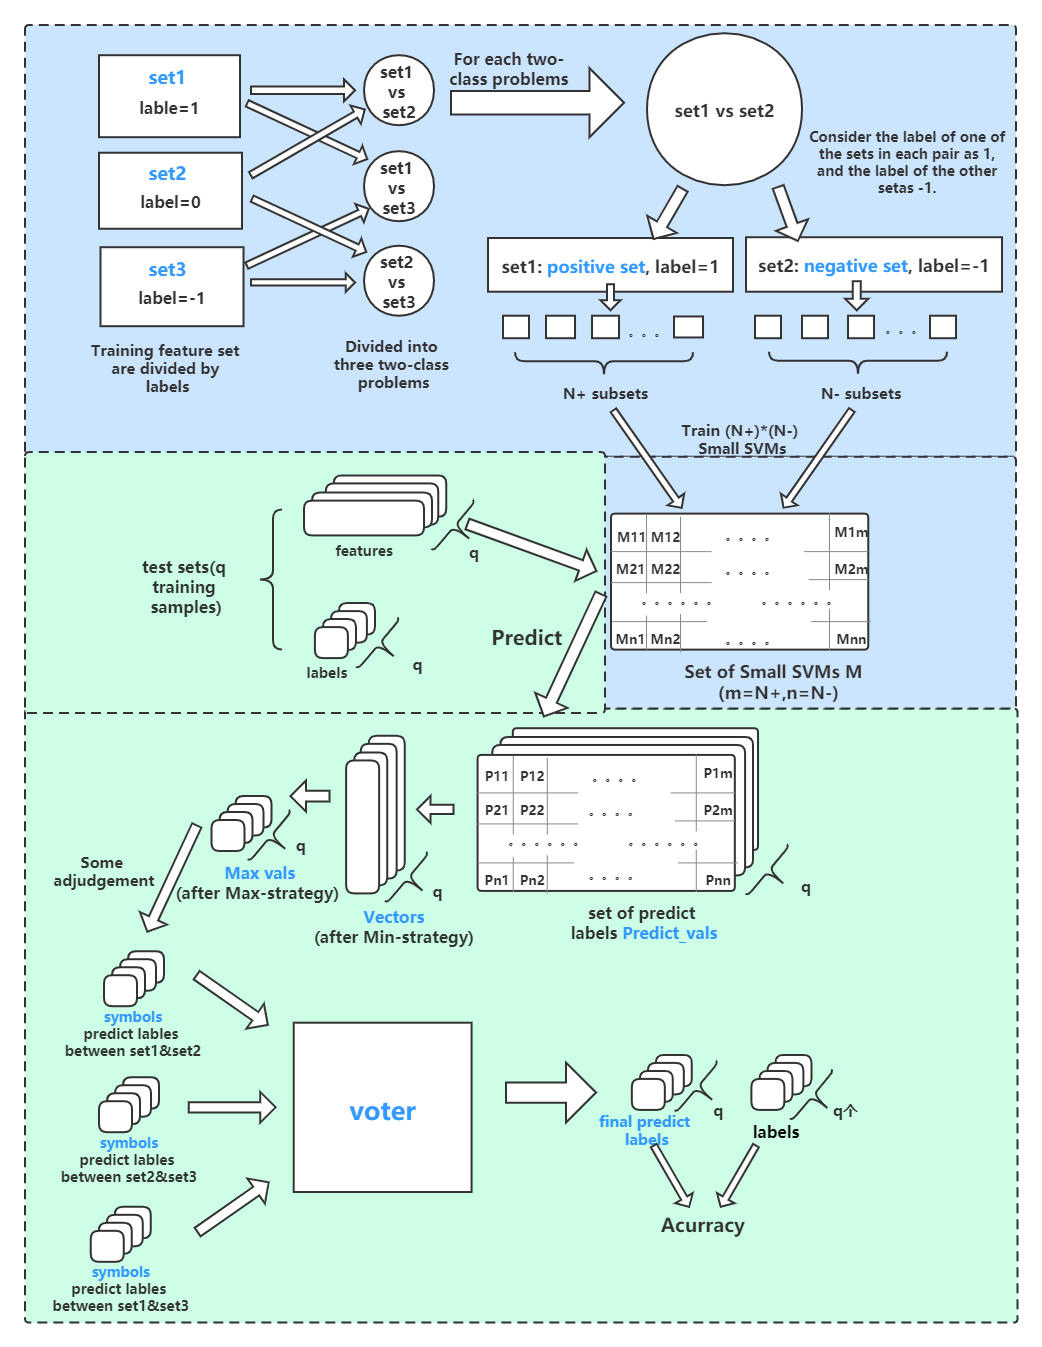 set1
lable=1
set2
label=0
set3
label=-1
Training feature set
are divided by
labels
set1
vs
set2
set1
vs
set3
set2
vs
set3
Divided into
three two-class
problems
For each two-
class problems
set1 vs set2
Consider the label of one of
the sets in each pair as 1,
and the label of the other
setas -1.
set1: positive set, label=1
set2: negative set, label=-1
N+ subsets
N- subsets
Train (N+)*(N-)
Small SVMs
test sets(q
training
samples)
features
q
labels
q
Predict
M11 M12 M1m
M21 M22 M2m
Mn1 Mn2 Mnn
Set of Small SVMs M
(m=N+,n=N-)
P11 P12 P1m
P21 P22 P2m
Pn1 Pn2 Pnn
q
set of predict
labels Predict_vals
q
Vectors
(after Min-strategy)
q
Max vals
(after Max-strategy)
Some
adjudgement
symbols
predict lables
between set1&set2
symbols
predict lables
between set2&set3
symbols
predict lables
between set1&set3
voter
q
final predict
labels
q个
labels
Acurracy